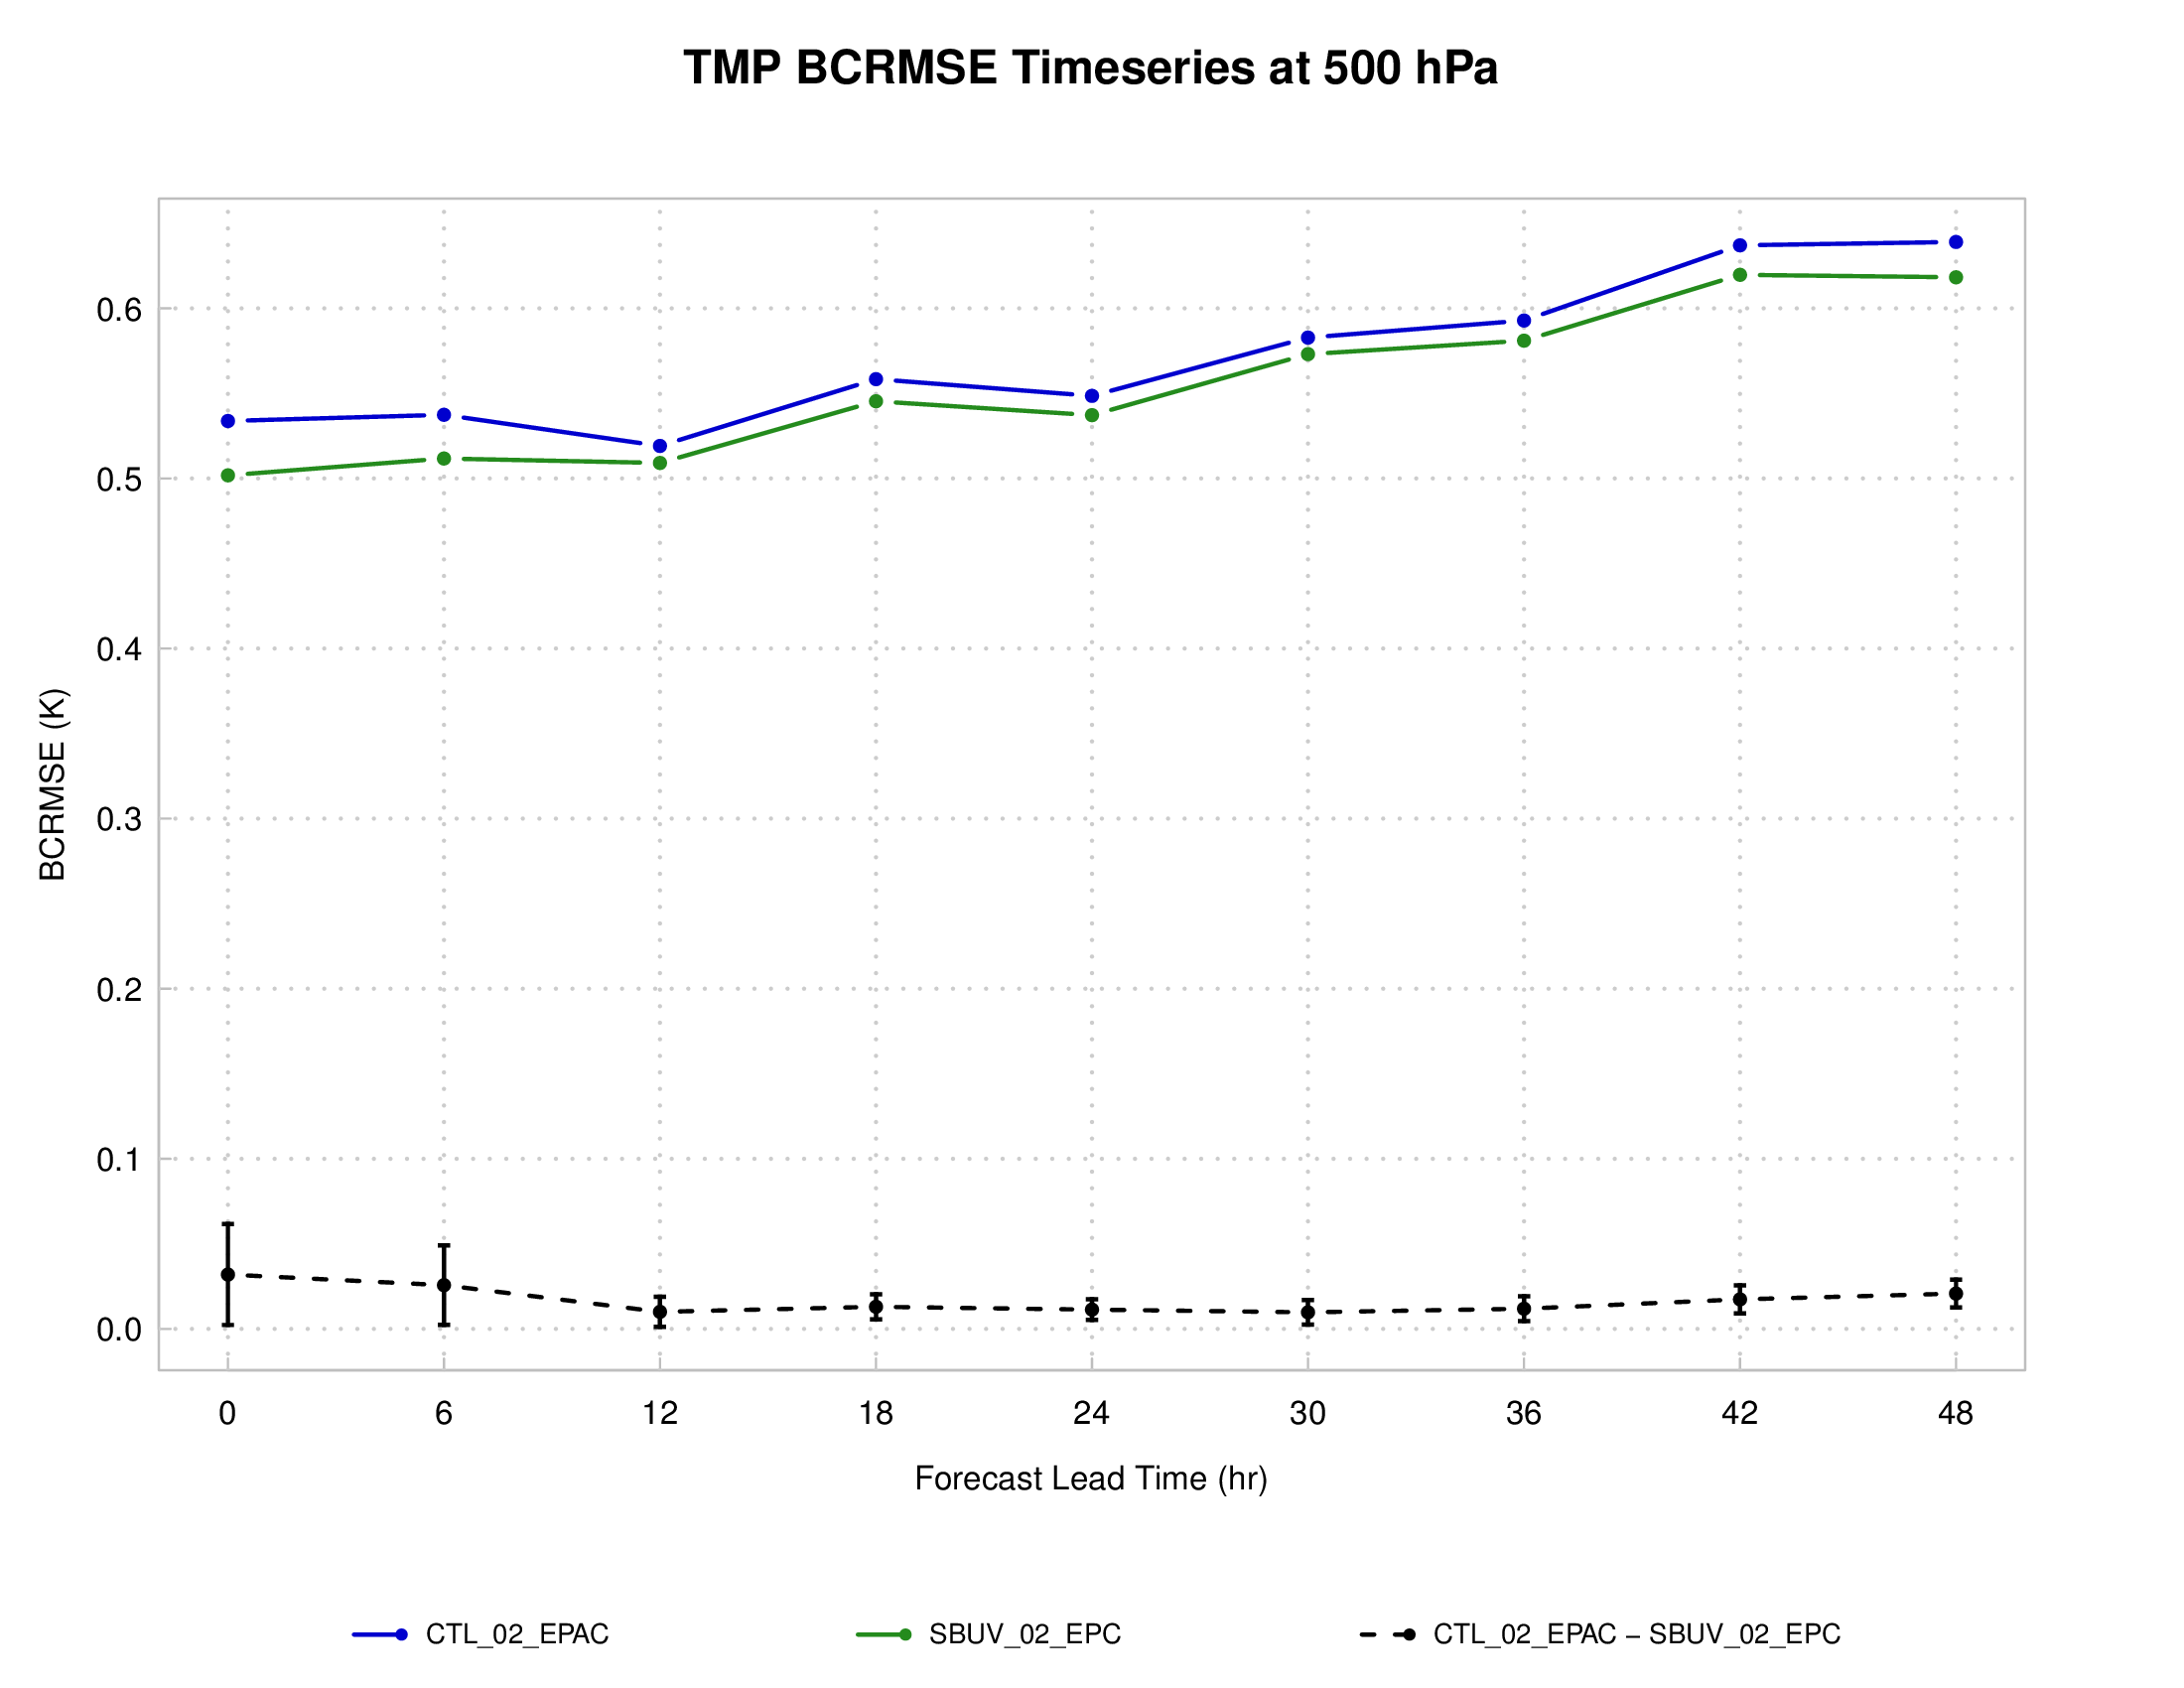 TMP BCRMSE Timeseries at 500 hPa
BCRMSE (K)
0.6
0.5
0.4
0.3
0.2
0.1
0.0
0 6 12 18 24 30 36 42 48
Forecast Lead Time (hr)
CTL_02_EPAC SBUV_02_EPC CTL_02_EPAC − SBUV_02_EPC